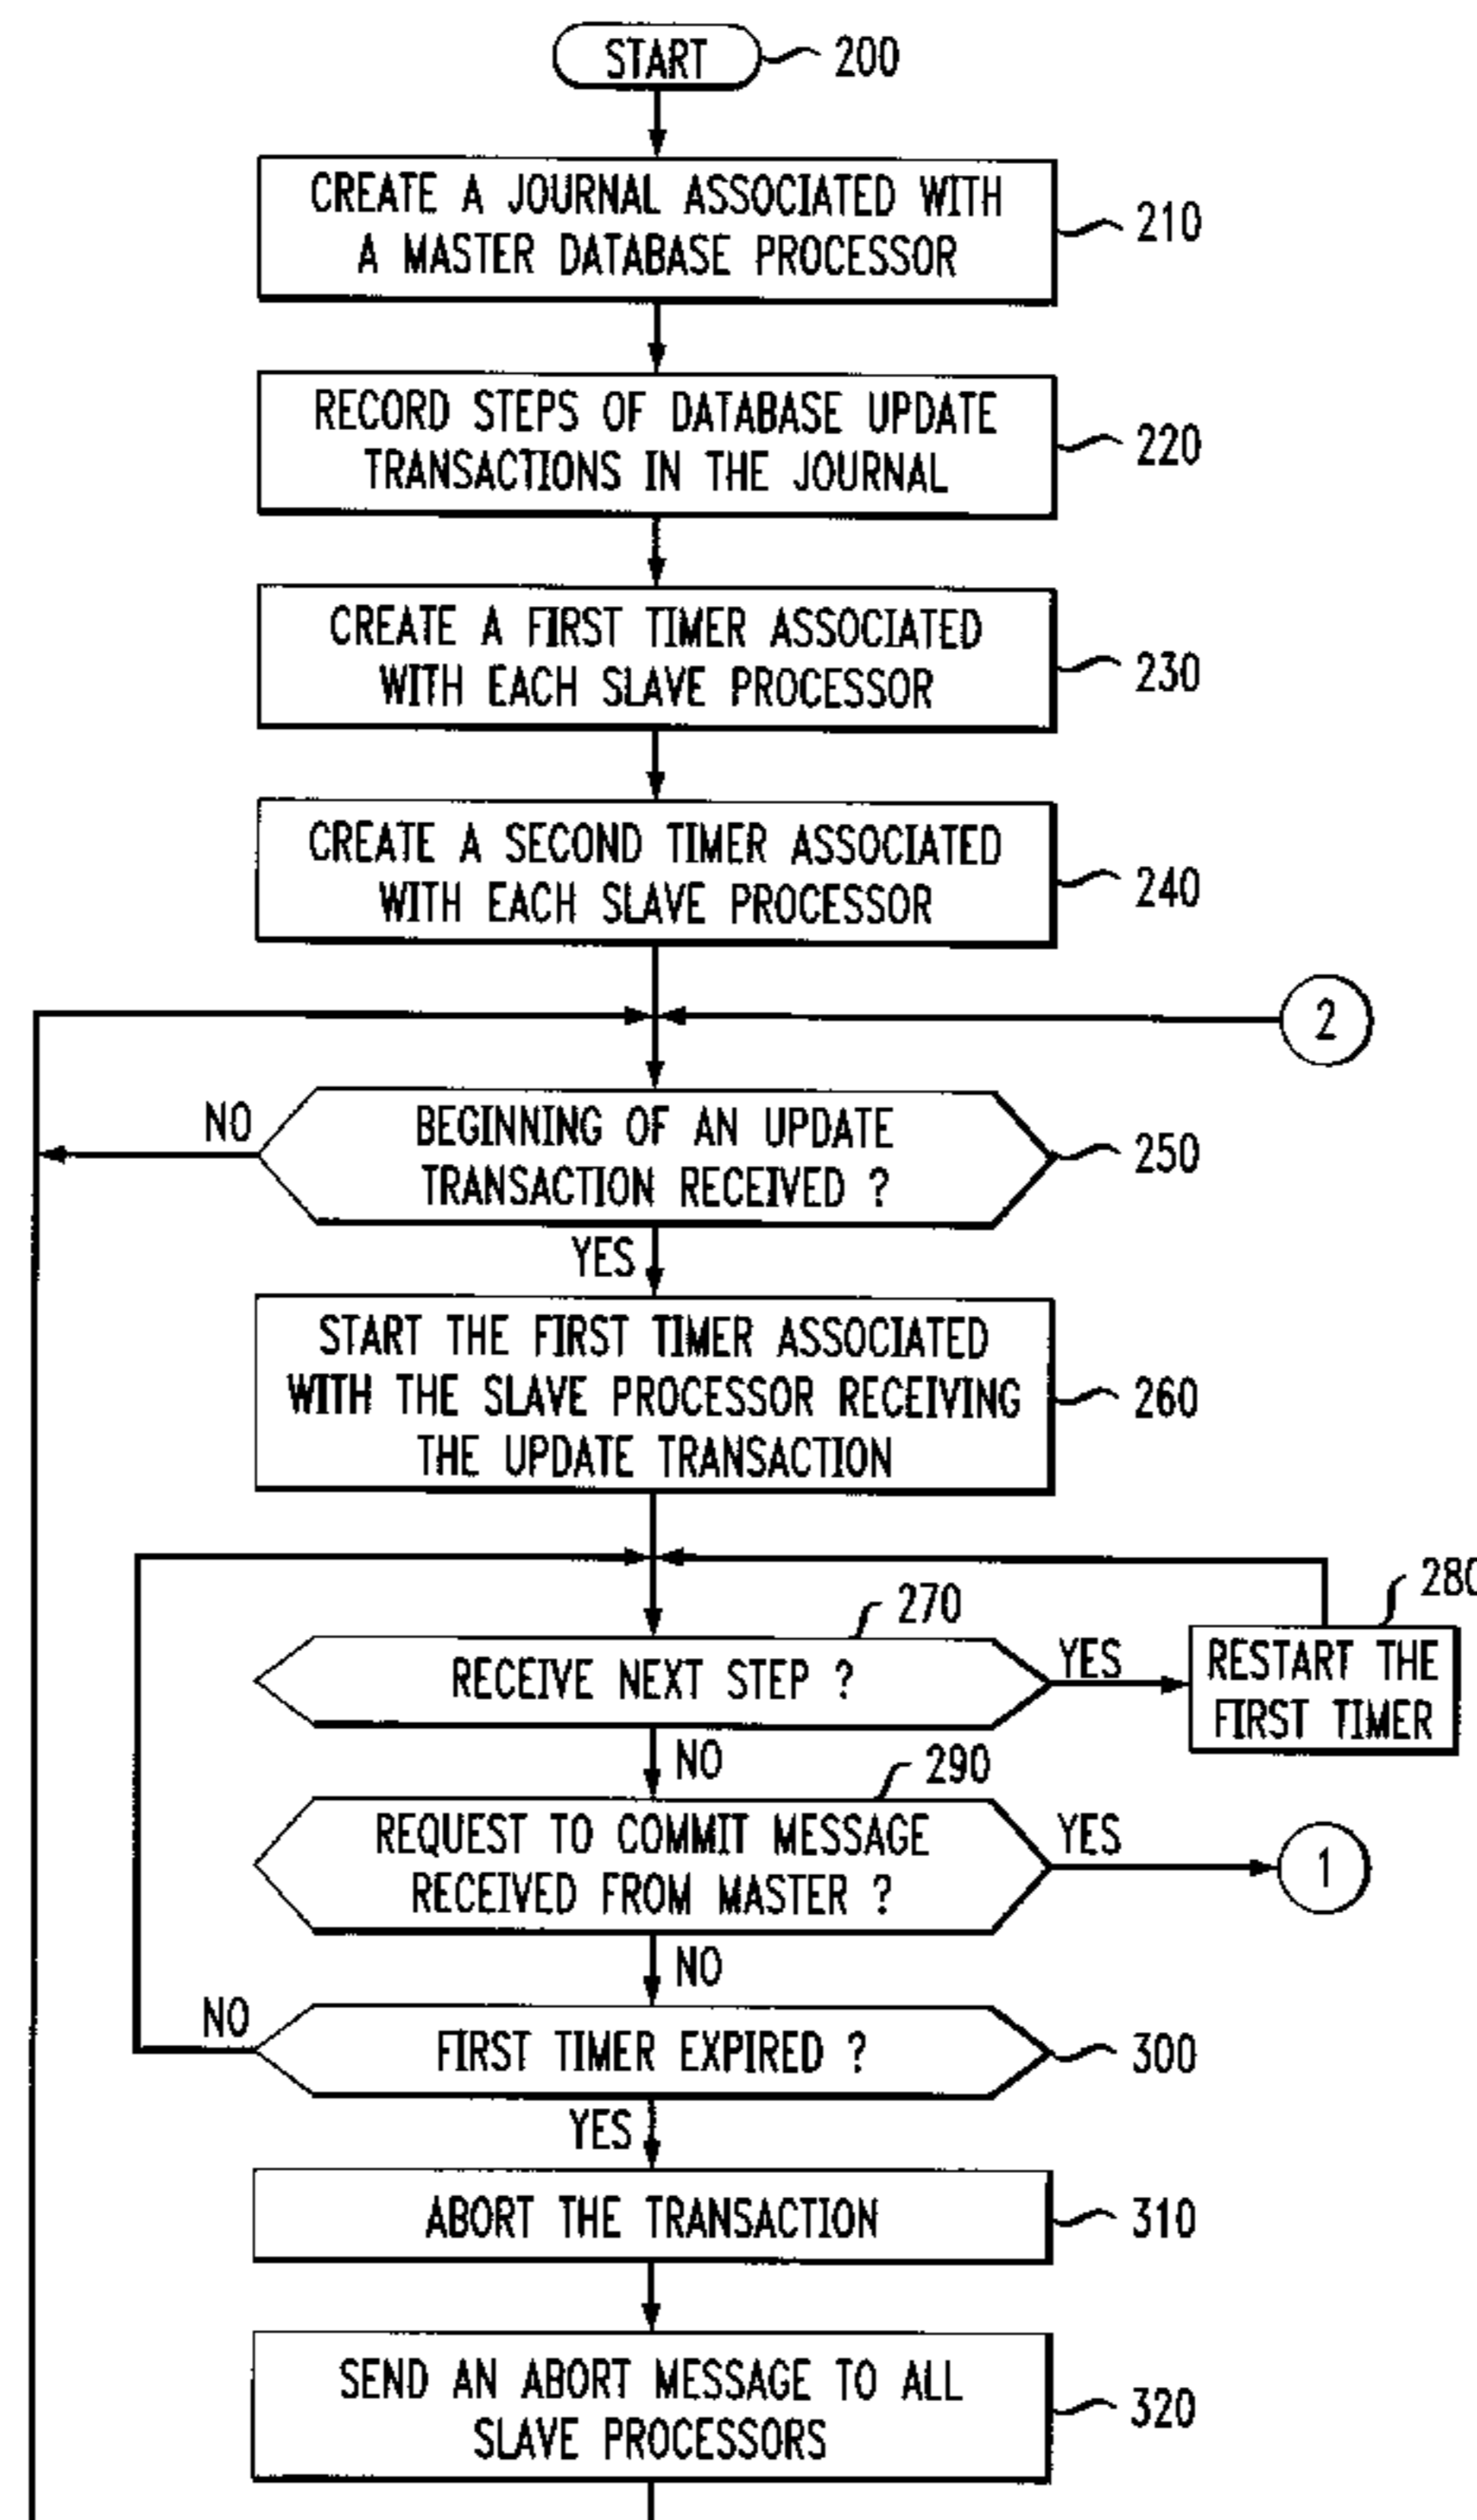 START
200
CREATE A JOURNAL ASSOCIATED WITH
A MASTER DATABASE PROCESSOR
210
RECORD STEPS OF DATABASE UPDATE
TRANSACTIONS IN THE JOURNAL
220
CREATE A FIRST TIMER ASSOCIATED
WITH EACH SLAVE PROCESSOR
230
CREATE A SECOND TIMER ASSOCIATED
WITH EACH SLAVE PROCESSOR
240
2
NO
BEGINNING OF AN UPDATE
TRANSACTION RECEIVED ?
250
YES
START THE FIRST TIMER ASSOCIATED
WITH THE SLAVE PROCESSOR RECEIVING
THE UPDATE TRANSACTION
260
270
280
RECEIVE NEXT STEP ?
YES
RESTART THE
FIRST TIMER
NO
290
REQUEST TO COMMIT MESSAGE
RECEIVED FROM MASTER ?
YES
1
NO
NO
FIRST TIMER EXPIRED ?
300
YES
ABORT THE TRANSACTION
310
SEND AN ABORT MESSAGE TO ALL
SLAVE PROCESSORS
320